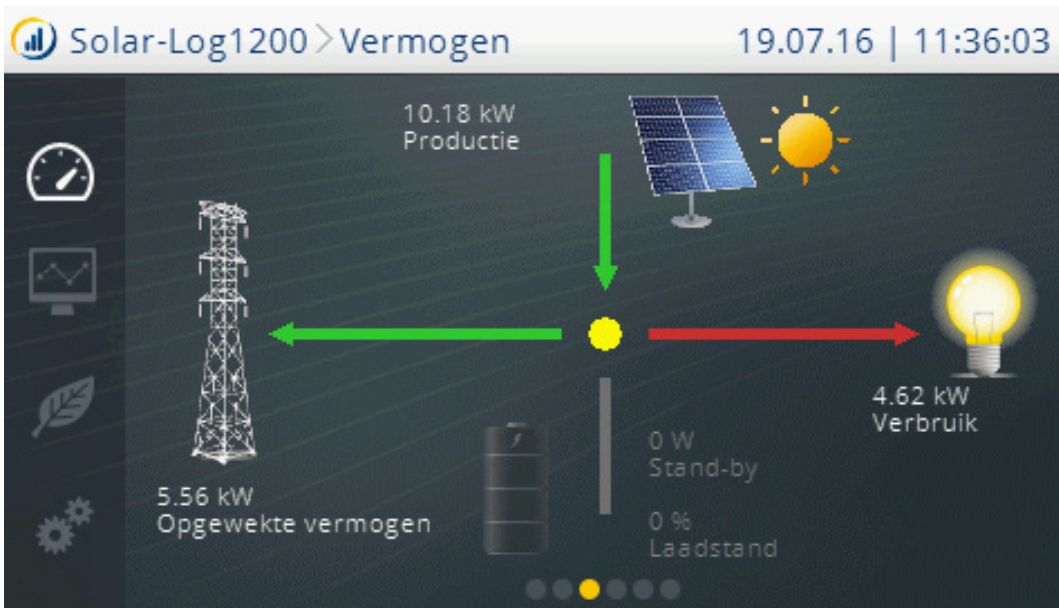 Solar-Log1200 > Vermogen 19.07.16 | 11:36:03
10.18 kW
Productie
4.62 kW
Verbruik
0 W
Stand-by
5.56 kW
Opgewekte vermogen
0 %
Laadstand